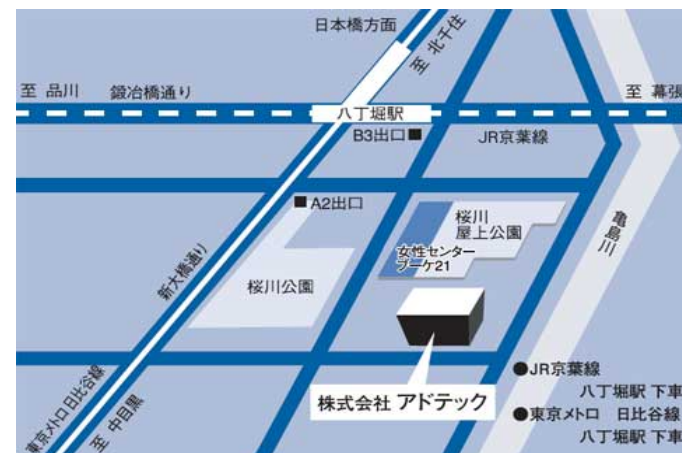 日本橋方面
至 北千住
至 品川
鍛冶橋通り
至 幕張
八丁堀駅
B3出口
JR京葉線
A2出口
桜川
屋上公園
亀島川
女性センター
ブーケ21
新大橋通り
桜川公園
東京メトロ日比谷線
至 中目黒
株式会社 アドテック
●JR京葉線
八丁堀駅 下車
●東京メトロ 日比谷線
八丁堀駅 下車